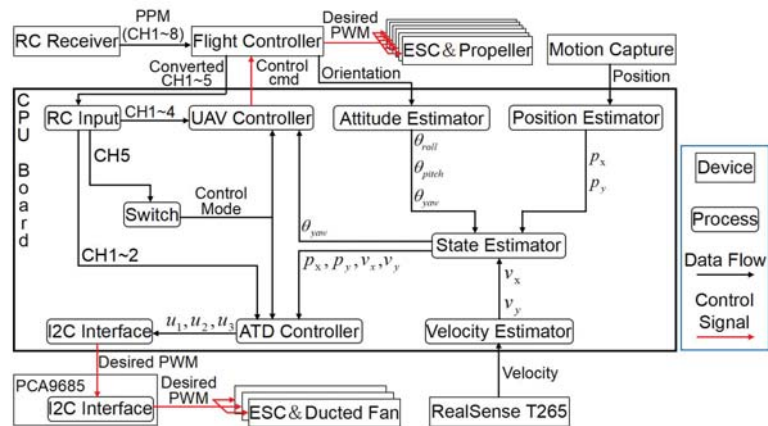 PPM
(CH1~8)
Desired
PWM
RC Receiver
Flight Controller
ESC & Propeller
Motion Capture
Converted
CH1~5
Control
cmd
Orientation
Position
CPU Board
RC Input
CH1~4
UAV Controller
Attitude Estimator
Position Estimator
CH5
θroll
θpitch
θyaw
px
py
Switch
Control
Mode
θyaw
State Estimator
CH1~2
px, py, vx, vy
vx
vy
I2C Interface
u1, u2, u3
ATD Controller
Velocity Estimator
Desired PWM
Velocity
PCA9685
I2C Interface
Desired
PWM
ESC & Ducted Fan
RealSense T265
Device
Process
Data Flow
Control
Signal